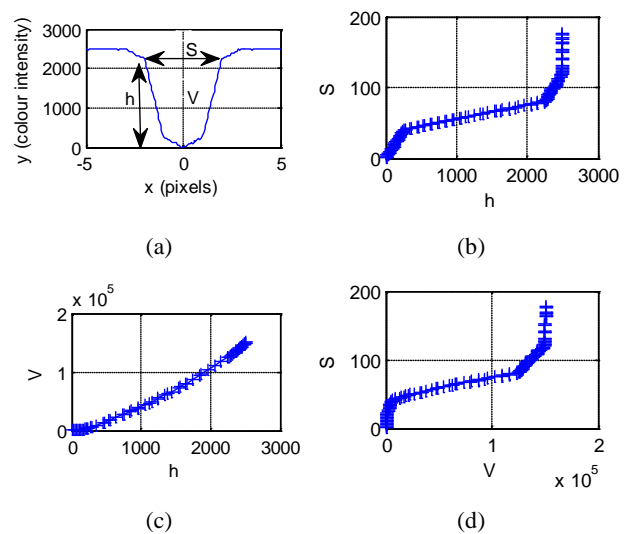 3000
2000
1000
0
y (colour intensity)
S
h
V
-5 0 5
x (pixels)
(a)
200
100
0
S
0 1000 2000 3000
h
(b)
x 10^5
2
1
0
V
0 1000 2000 3000
h
(c)
200
100
0
S
0 1 2
V
x 10^5
(d)